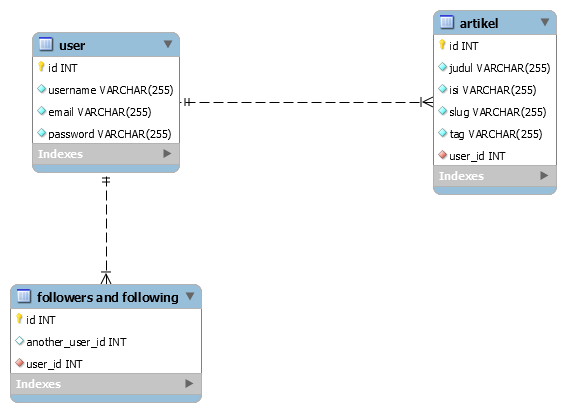 user
id INT
username VARCHAR(255)
email VARCHAR(255)
password VARCHAR(255)
Indexes
artikel
id INT
judul VARCHAR(255)
isi VARCHAR(255)
slug VARCHAR(255)
tag VARCHAR(255)
user_id INT
Indexes
followers and following
id INT
another_user_id INT
user_id INT
Indexes